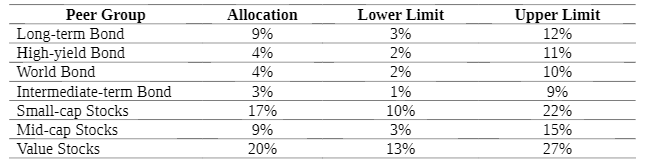 Peer Group Allocation Lower Limit Upper Limit
Long-term Bond 9% 3% 12%
High-yield Bond 4% 2% 11%
World Bond 4% 2% 10%
Intermediate-term Bond 3% 1% 9%
Small-cap Stocks 17% 10% 22%
Mid-cap Stocks 9% 3% 15%
Value Stocks 20% 13% 27%